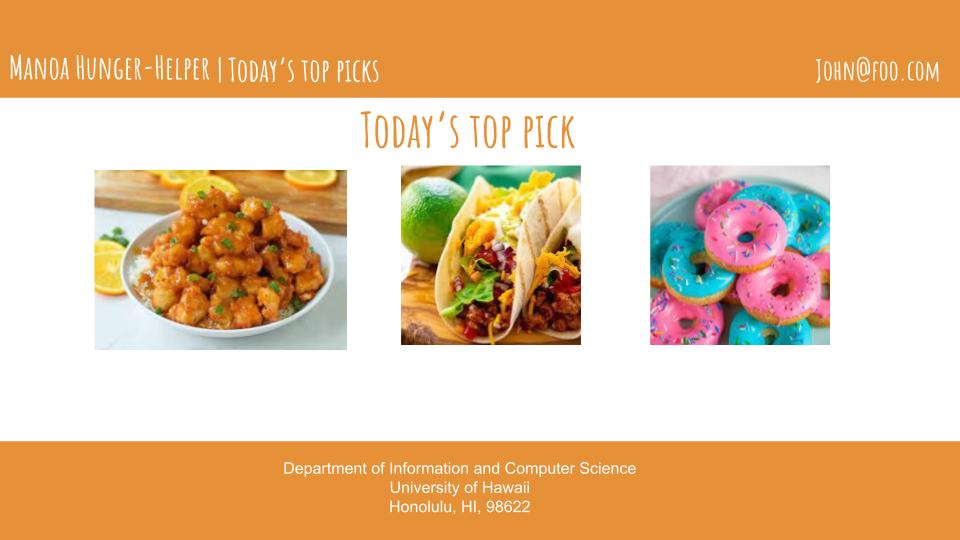 Manoa Hunger-Helper | Today's top picks
John@foo.com
Today's top pick
Department of Information and Computer Science
University of Hawaii
Honolulu, HI, 98622